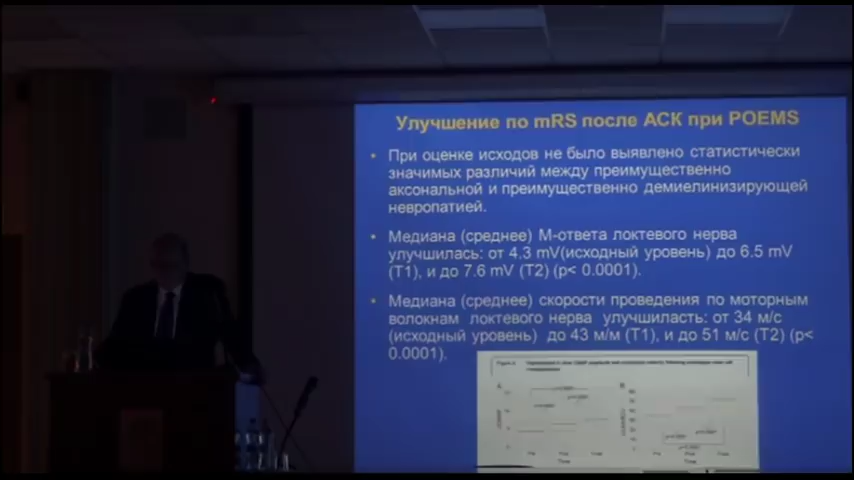 Улучшение по mRS после АСК при POEMS
• При оценке исходов не было выявлено статистически
значимых различий между преимущественно
аксональной и преимущественно демиелинизирующей
невропатией.
• Медиана (среднее) М-ответа локтевого нерва
улучшилась: от 4.3 mV(исходный уровень) до 6.5 mV
(T1), и до 7.6 mV (T2) (p< 0.0001).
• Медиана (среднее) скорости проведения по моторным
волокнам локтевого нерва улучшилась: от 34 м/с
(исходный уровень) до 43 м/м (T1), и до 51 м/с (T2) (p<
0.0001).
A
B